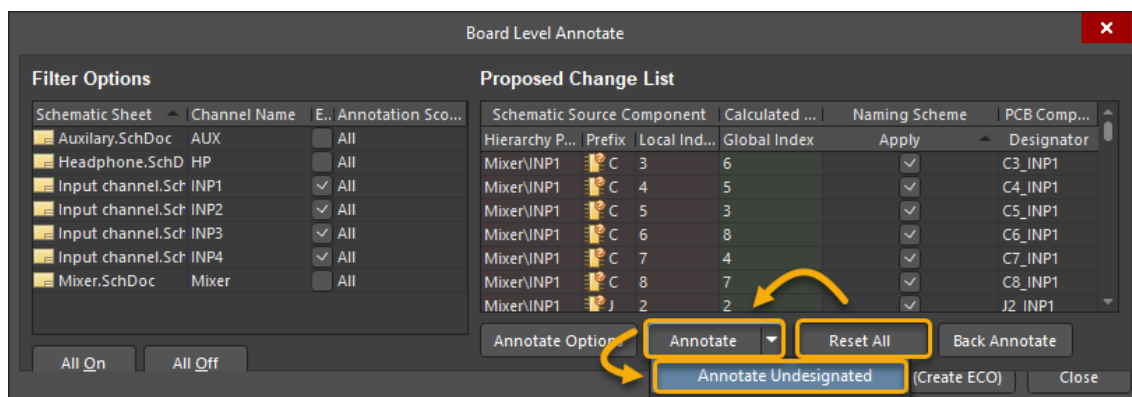 Board Level Annotate
Filter Options
Schematic Sheet Channel Name E.. Annotation Sco...
Auxilary.SchDoc AUX All
Headphone.SchD HP All
Input channel.Sch INP1 All
Input channel.Sch INP2 All
Input channel.Sch INP3 All
Input channel.Sch INP4 All
Mixer.SchDoc Mixer All
All On All Off
Proposed Change List
Schematic Source Component Calculated ... Naming Scheme PCB Comp...
Hierarchy P... Prefix Local Ind... Global Index Apply Designator
Mixer\INP1 C 3 6 C3_INP1
Mixer\INP1 C 4 5 C4_INP1
Mixer\INP1 C 5 3 C5_INP1
Mixer\INP1 C 6 8 C6_INP1
Mixer\INP1 C 7 4 C7_INP1
Mixer\INP1 C 8 7 C8_INP1
Mixer\INP1 J 2 2 J2_INP1
Annotate Options Annotate Reset All Back Annotate
Annotate Undesignated (Create ECO) Close